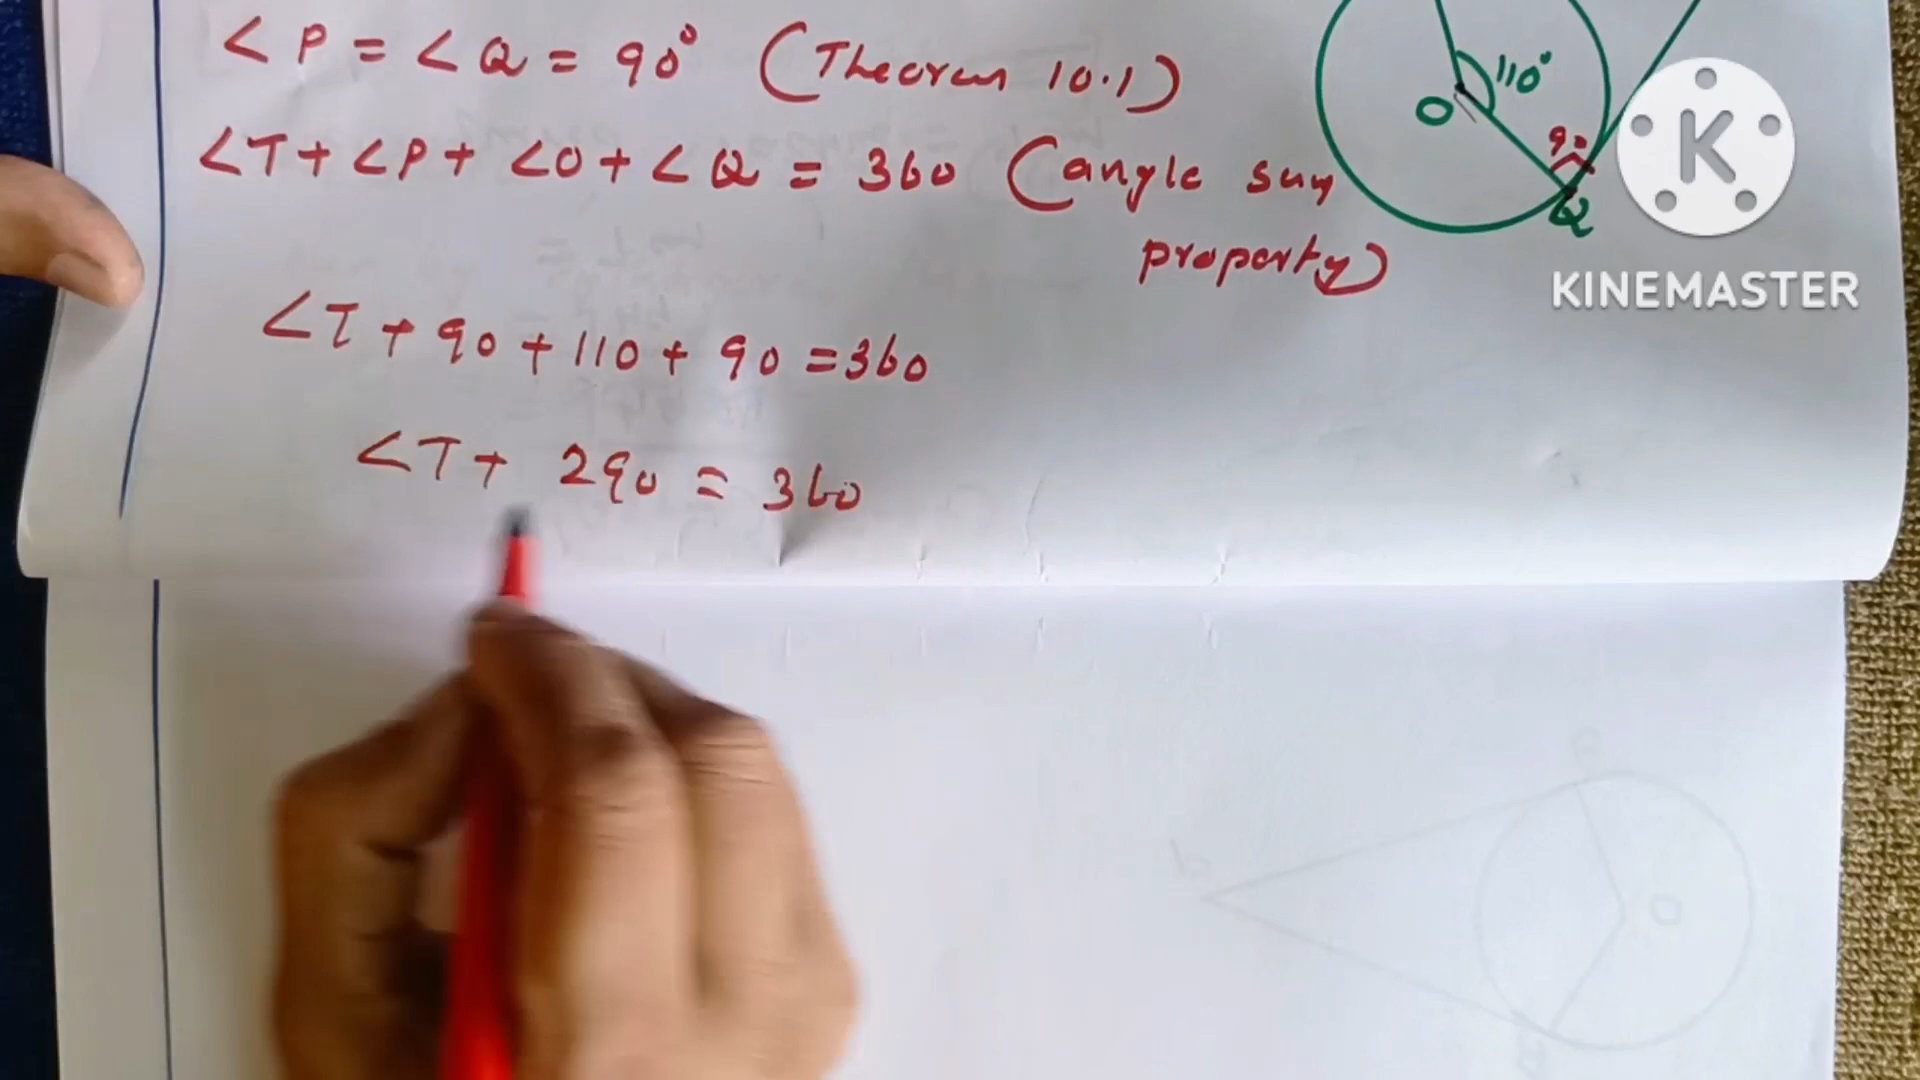 ∠P = ∠Q = 90° (Theorem 10.1)
∠T + ∠P + ∠O + ∠Q = 360 (angle sum
property)
∠T + 90 + 110 + 90 = 360
∠T + 290 = 360
110°
O
90
Q
K
KINEMASTER